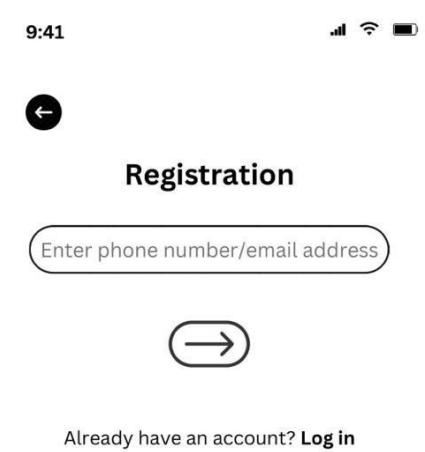 9:41
Registration
Enter phone number/email address
Already have an account? Log in